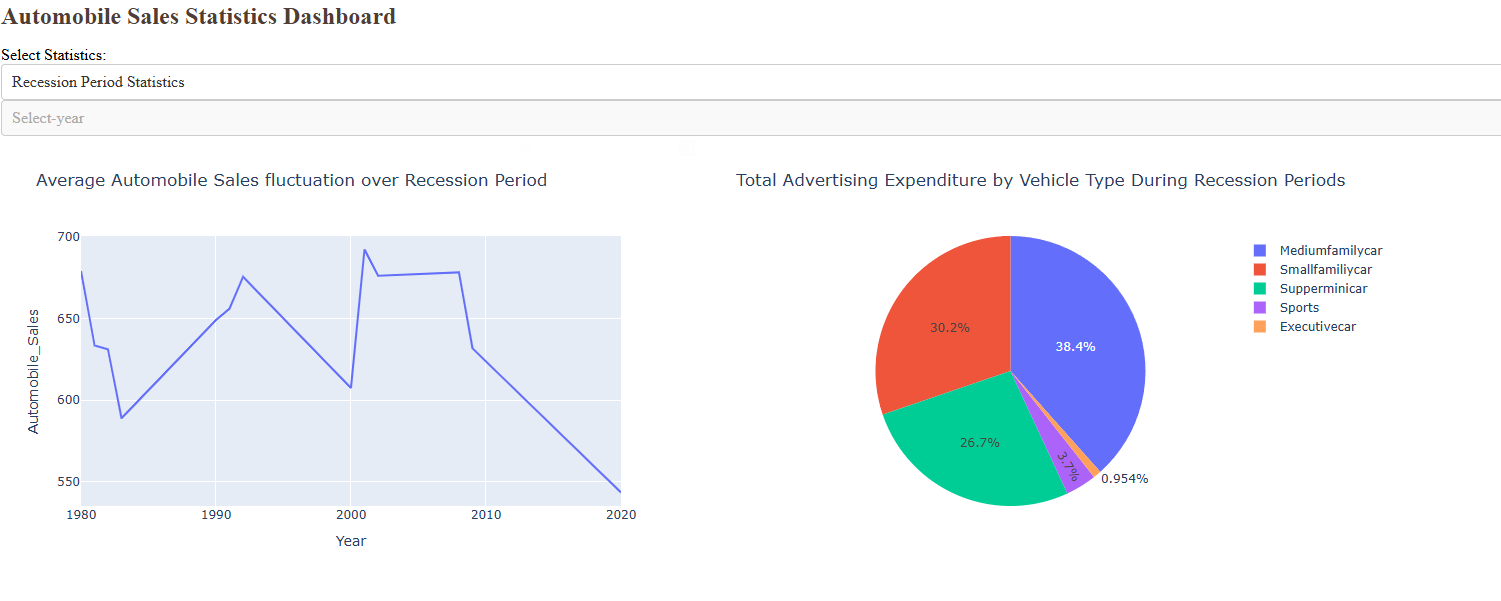 Automobile Sales Statistics Dashboard
Select Statistics:
Recession Period Statistics
Select-year
Average Automobile Sales fluctuation over Recession Period
700
650
600
550
Automobile_Sales
1980 1990 2000 2010 2020
Year
Total Advertising Expenditure by Vehicle Type During Recession Periods
38.4%
30.2%
26.7%
3.7%
0.954%
Mediumfamilycar
Smallfamiliycar
Supperminicar
Sports
Executivecar